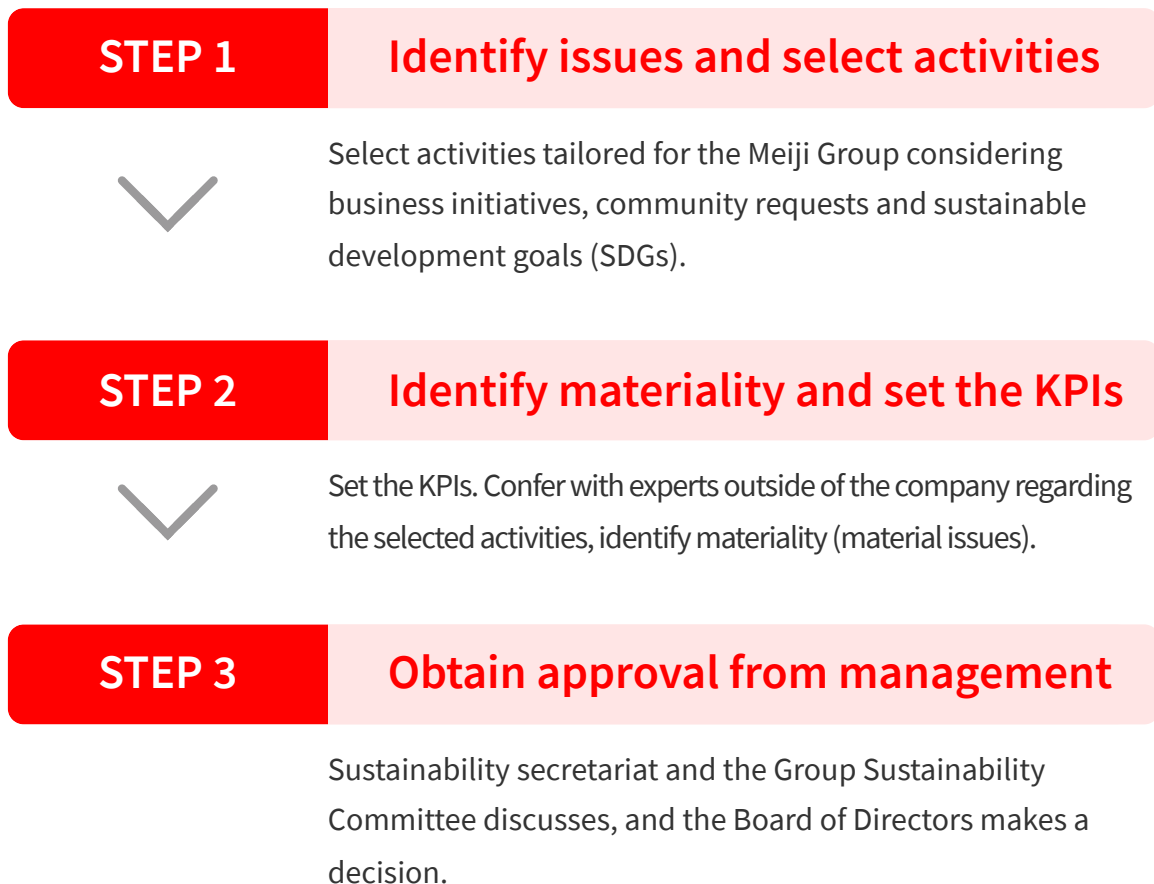 STEP 1
Identify issues and select activities
Select activities tailored for the Meiji Group considering
business initiatives, community requests and sustainable
development goals (SDGs).
STEP 2
Identify materiality and set the KPIs
Set the KPIs. Confer with experts outside of the company regarding
the selected activities, identify materiality (material issues).
STEP 3
Obtain approval from management
Sustainability secretariat and the Group Sustainability
Committee discusses, and the Board of Directors makes a
decision.